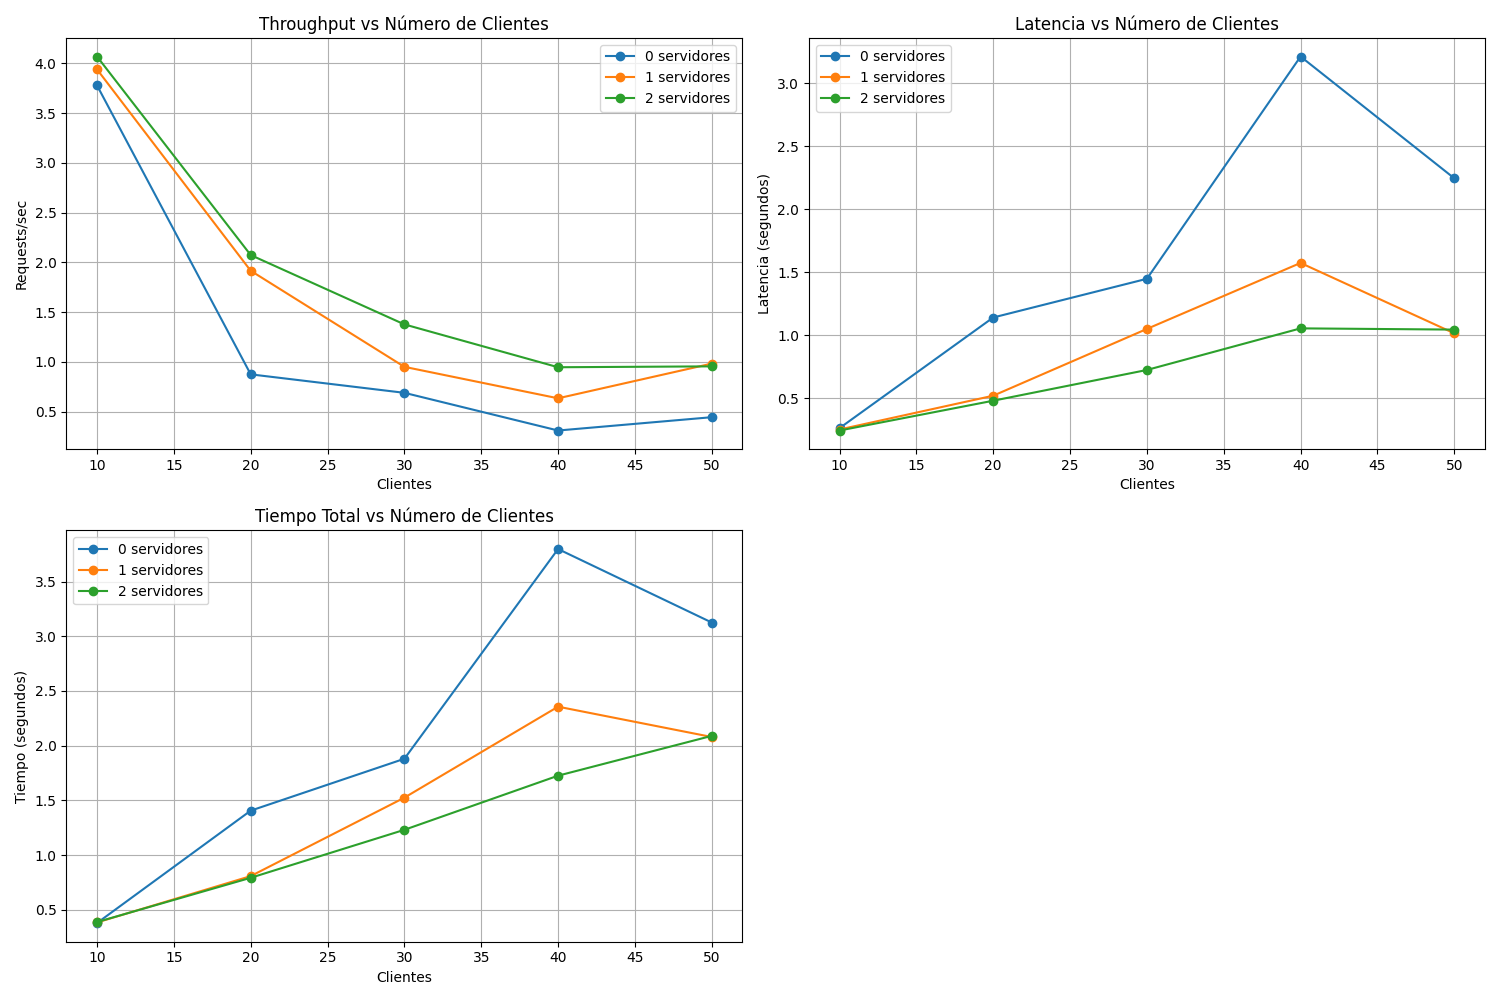 Throughput vs Número de Clientes
Requests/sec
4.0
3.5
3.0
2.5
2.0
1.5
1.0
0.5
0 servidores
1 servidores
2 servidores
10 15 20 25 30 35 40 45 50
Clientes
Latencia vs Número de Clientes
Latencia (segundos)
3.0
2.5
2.0
1.5
1.0
0.5
0 servidores
1 servidores
2 servidores
10 15 20 25 30 35 40 45 50
Clientes
Tiempo Total vs Número de Clientes
Tiempo (segundos)
3.5
3.0
2.5
2.0
1.5
1.0
0.5
0 servidores
1 servidores
2 servidores
10 15 20 25 30 35 40 45 50
Clientes